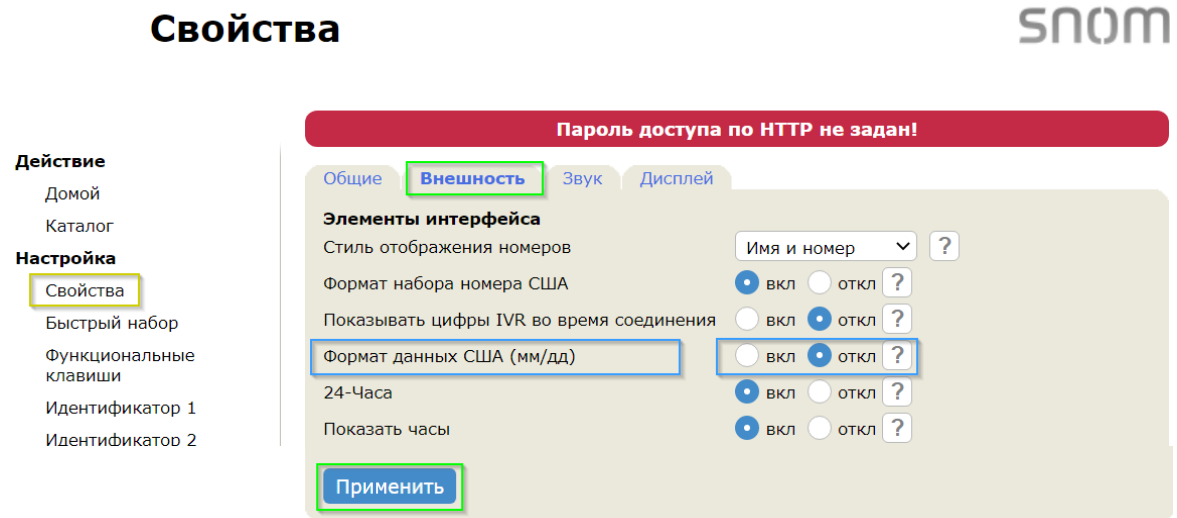 Свойства
snom
Пароль доступа по HTTP не задан!
Действие
Домой
Каталог
Настройка
Свойства
Быстрый набор
Функциональные
клавиши
Идентификатор 1
Идентификатор 2
Общие Внешность Звук Дисплей
Элементы интерфейса
Стиль отображения номеров Имя и номер ?
Формат набора номера США вкл откл ?
Показывать цифры IVR во время соединения вкл откл ?
Формат данных США (мм/дд) вкл откл ?
24-Часа вкл откл ?
Показать часы вкл откл ?
Применить